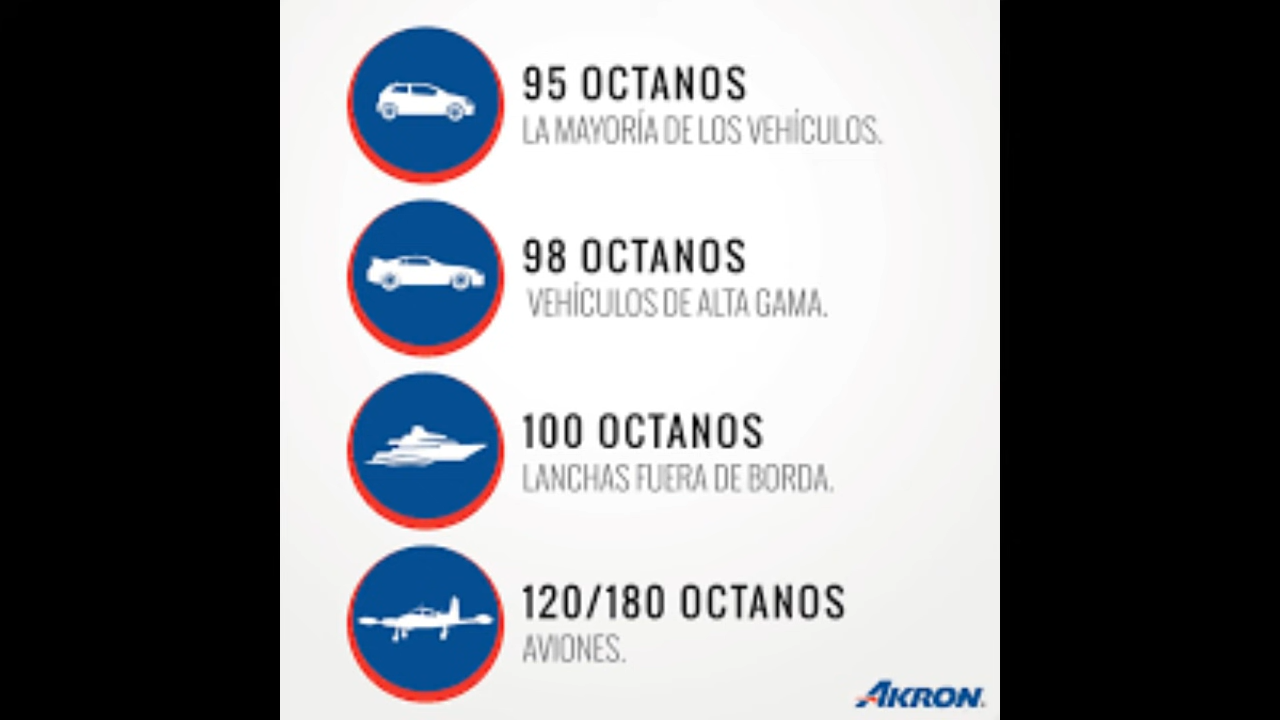 95 OCTANOS
LA MAYORÍA DE LOS VEHÍCULOS.
98 OCTANOS
VEHÍCULOS DE ALTA GAMA.
100 OCTANOS
LANCHAS FUERA DE BORDA.
120/180 OCTANOS
AVIONES.
AKRON